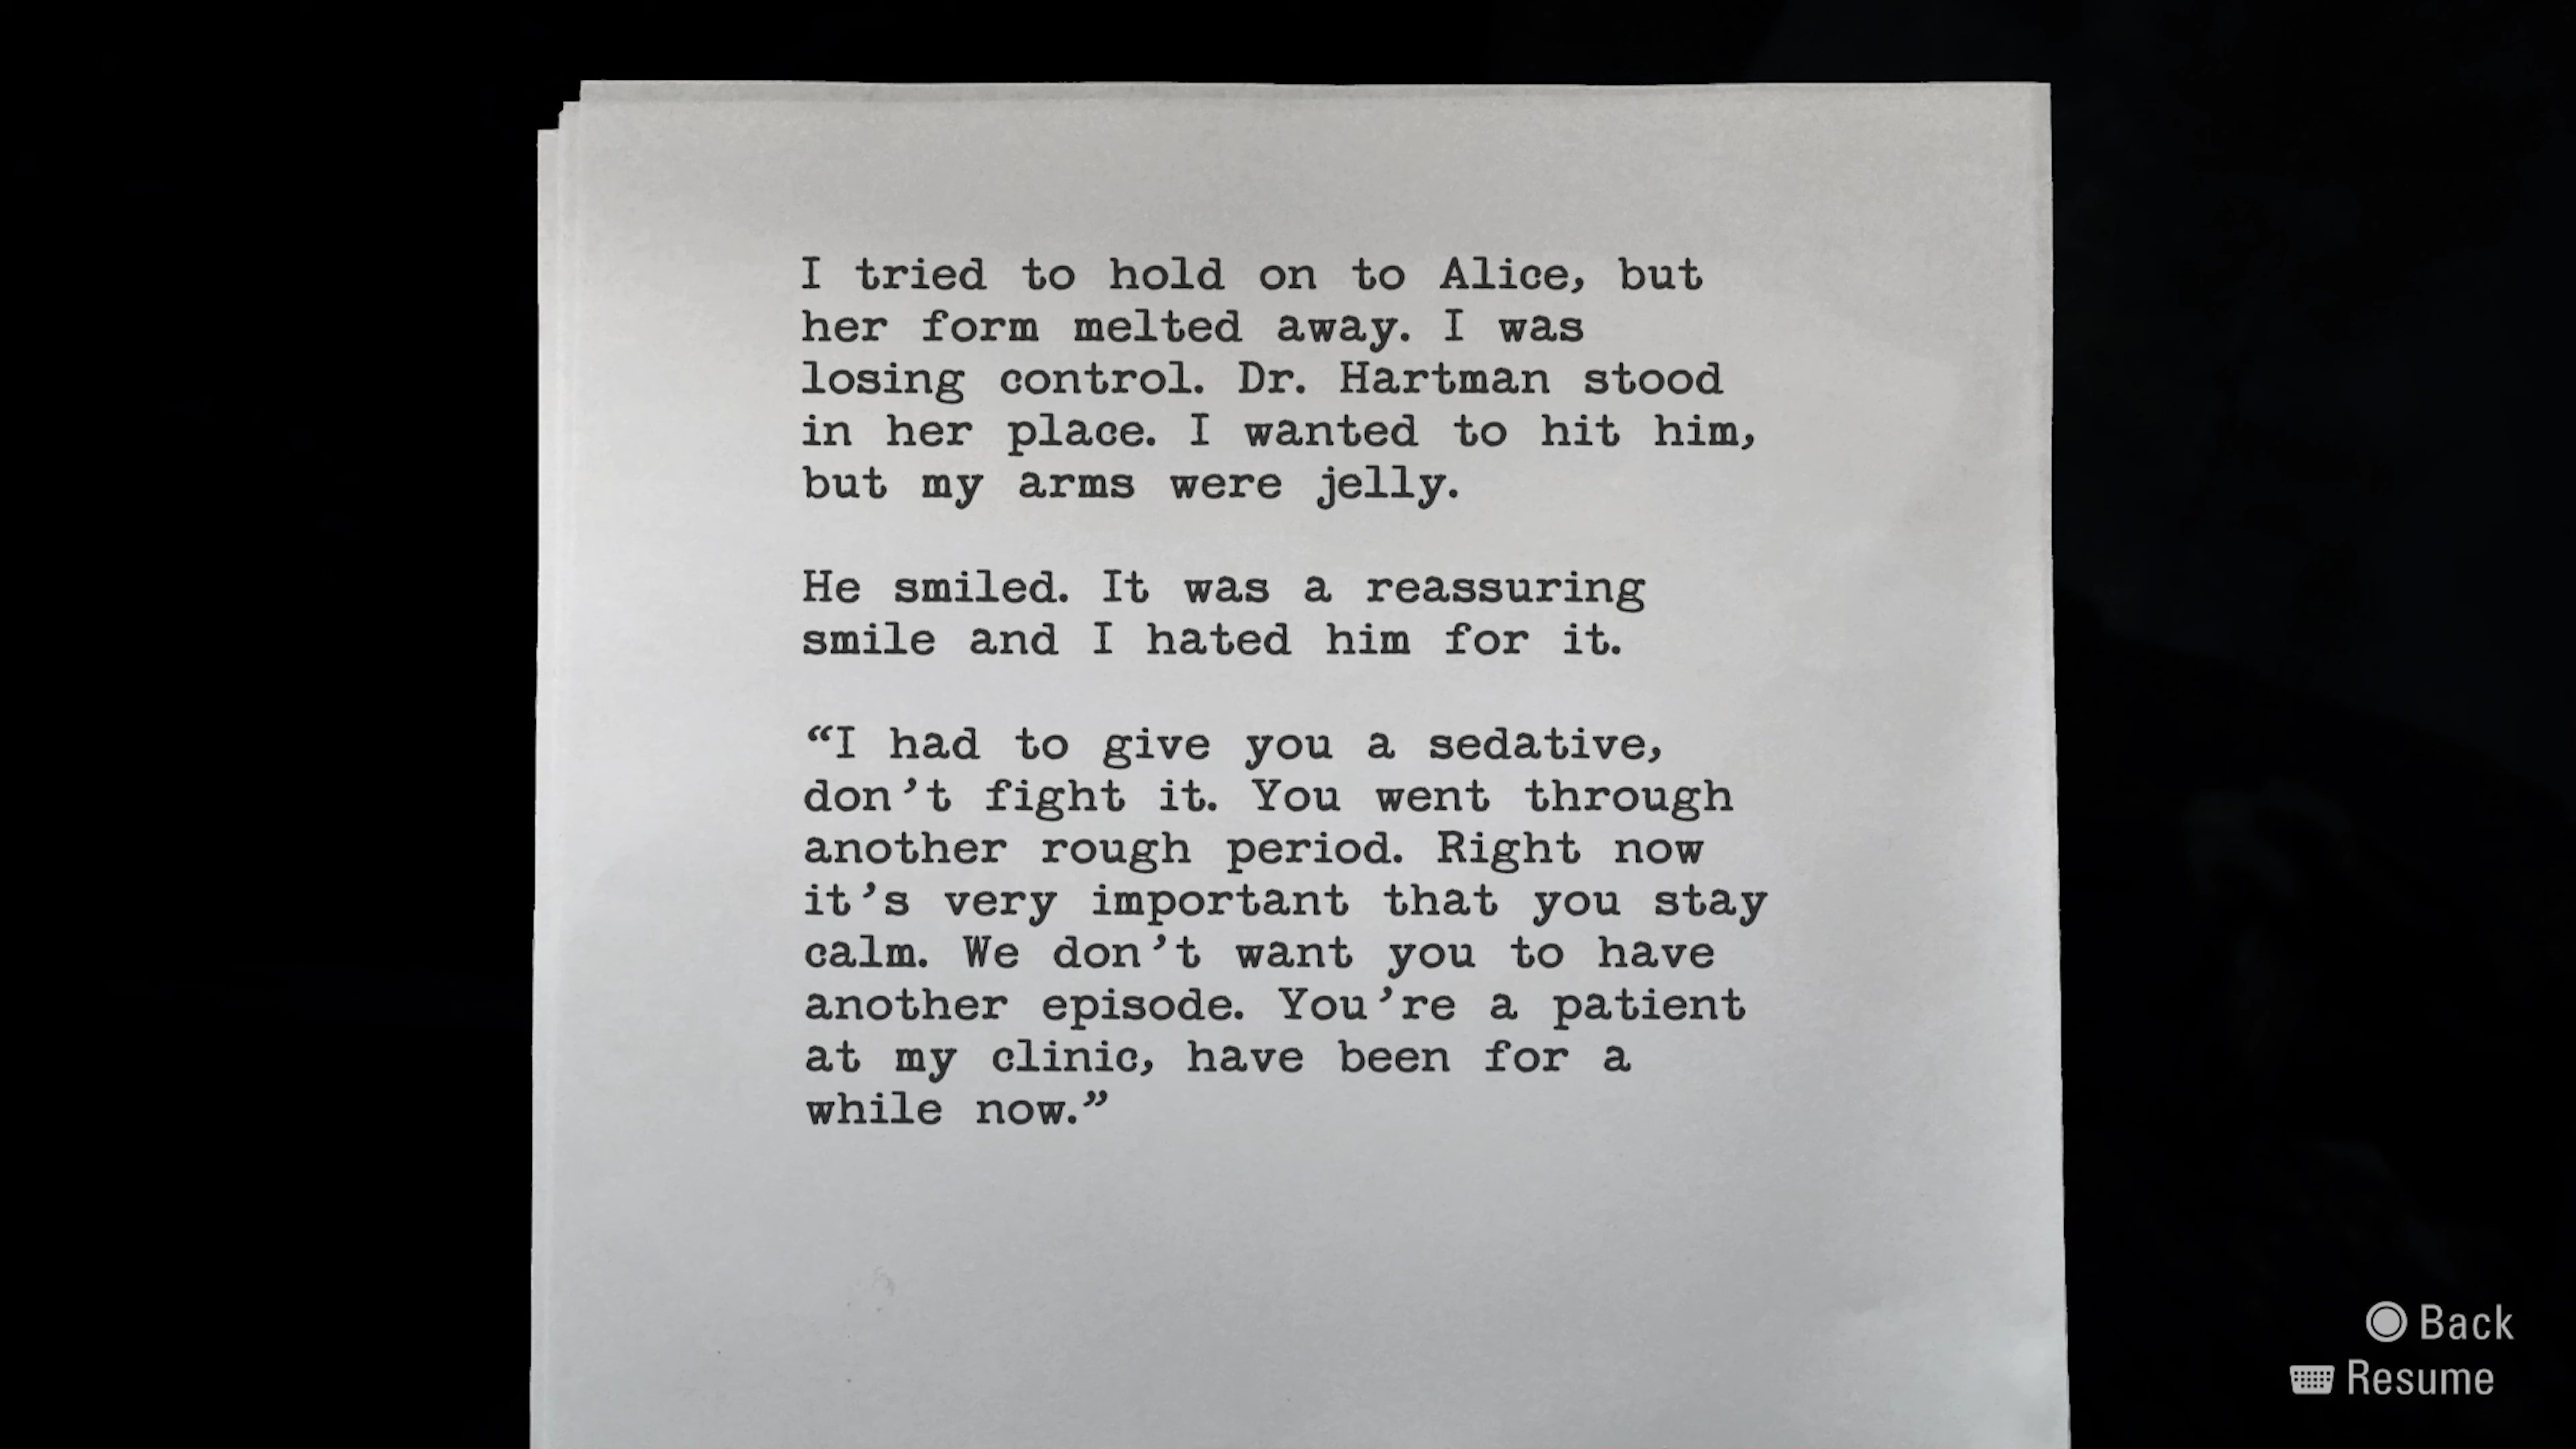 I tried to hold on to Alice, but
her form melted away. I was
losing control. Dr. Hartman stood
in her place. I wanted to hit him,
but my arms were jelly.
He smiled. It was a reassuring
smile and I hated him for it.
“I had to give you a sedative,
don’t fight it. You went through
another rough period. Right now
it’s very important that you stay
calm. We don’t want you to have
another episode. You’re a patient
at my clinic, have been for a
while now.”
Back
Resume